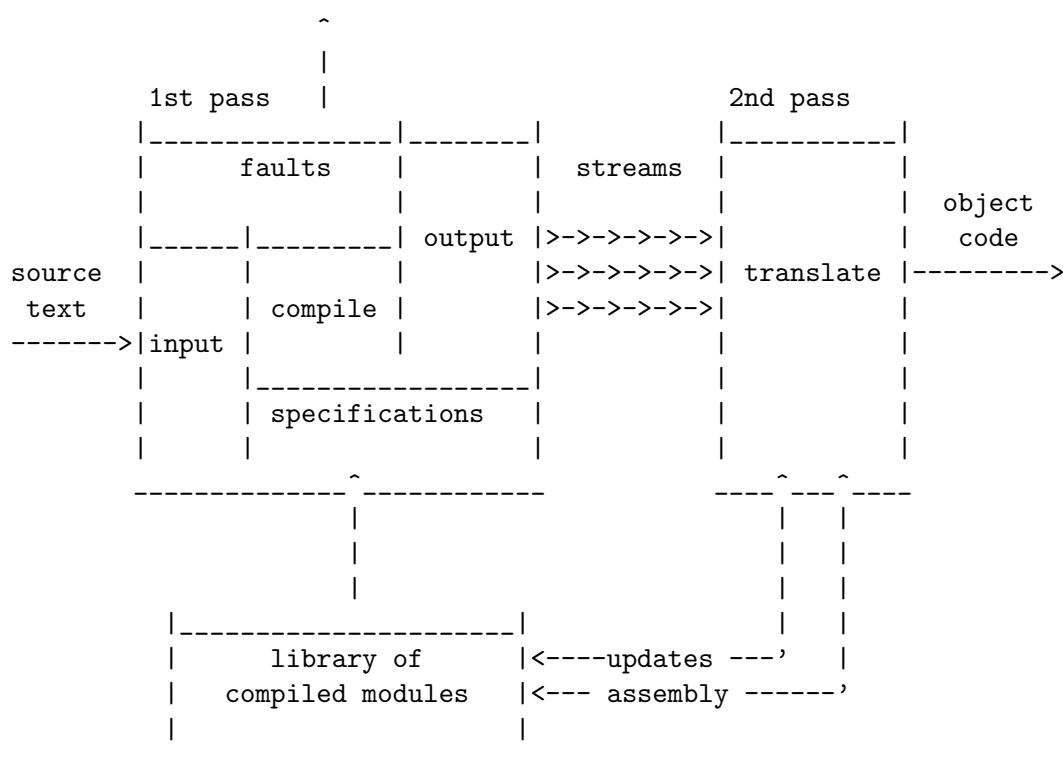 1st pass
2nd pass
faults
streams
object
output
code
source
translate
text
compile
input
specifications
library of
updates
compiled modules
assembly